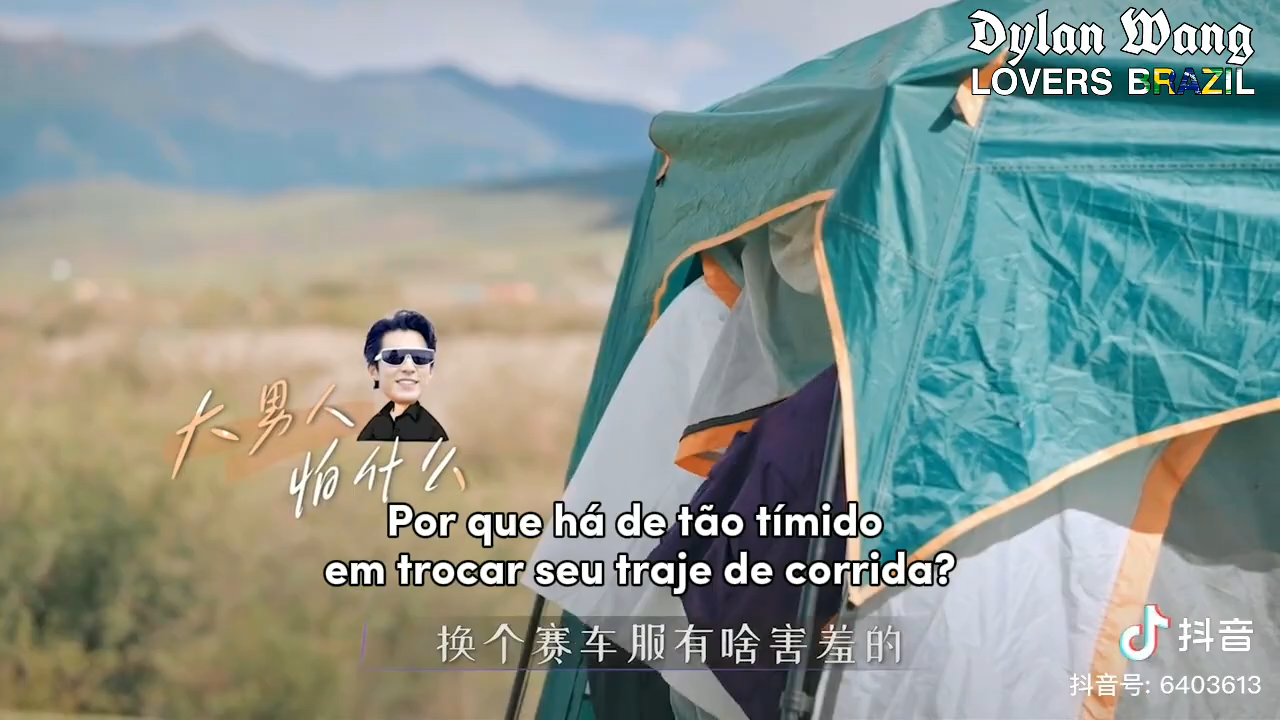 Dylan Wang
LOVERS BRAZIL
大男人
怕什么
Por que há de tão tímido
em trocar seu traje de corrida?
换个赛车服有啥害羞的
抖音
抖音号: 6403613